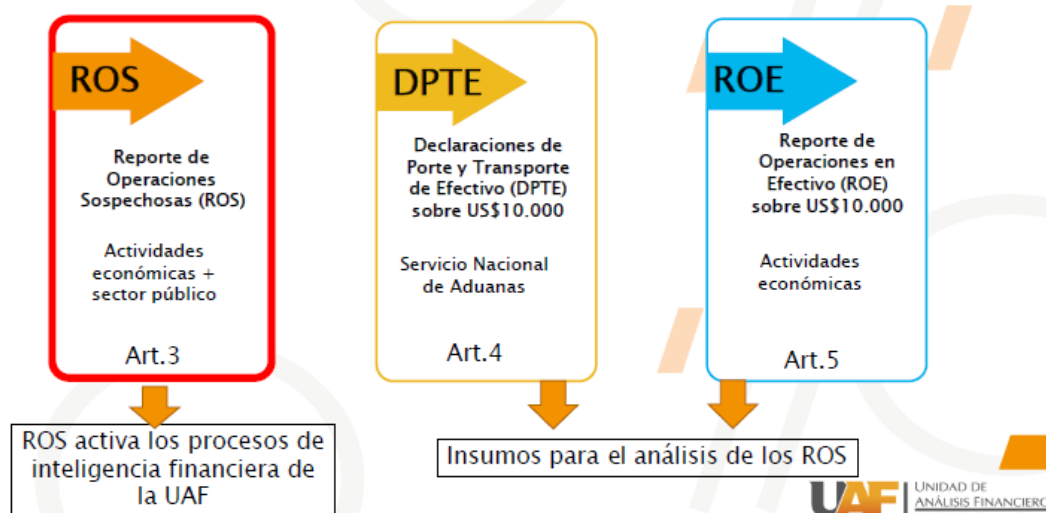 ROS
Reporte de
Operaciones
Sospechosas (ROS)
Actividades
económicas +
sector público
Art.3
ROS activa los procesos de
inteligencia financiera de
la UAF
DPTE
Declaraciones de
Porte y Transporte
de Efectivo (DPTE)
sobre US$10.000
Servicio Nacional
de Aduanas
Art.4
ROE
Reporte de
Operaciones en
Efectivo (ROE)
sobre US$10.000
Actividades
económicas
Art.5
Insumos para el análisis de los ROS
UAF
UNIDAD DE
ANÁLISIS FINANCIERO